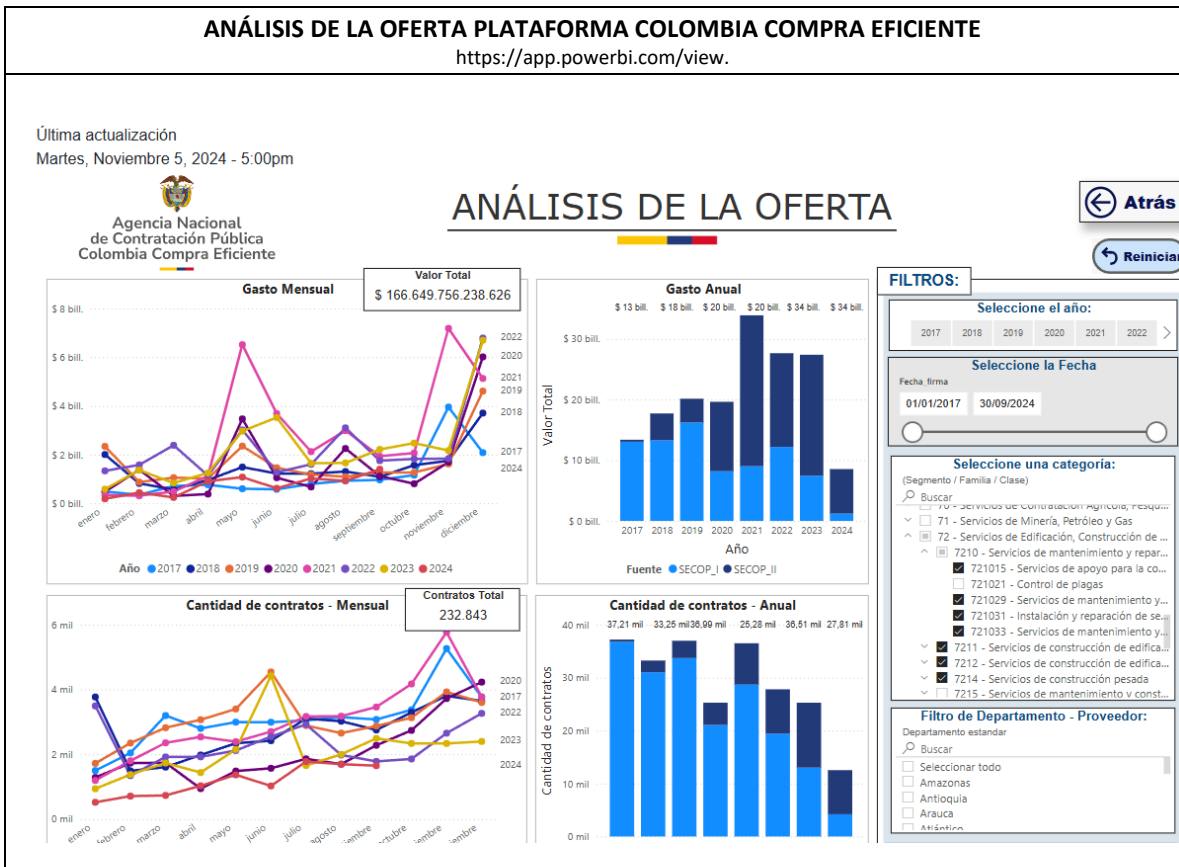 ANÁLISIS DE LA OFERTA PLATAFORMA COLOMBIA COMPRA EFICIENTE
https://app.powerbi.com/view.
Última actualización
Martes, Noviembre 5, 2024 - 5:00pm
Agencia Nacional
de Contratación Pública
Colombia Compra Eficiente
ANÁLISIS DE LA OFERTA
Atrás
Reiniciar
Gasto Mensual
Valor Total
$ 166.649.756.238.626
$ 8 bill.
$ 6 bill.
$ 4 bill.
$ 2 bill.
$ 0 bill.
2022
2020
2021
2019
2018
2017
2024
enero
febrero
marzo
abril
mayo
junio
julio
agosto
septiembre
octubre
noviembre
diciembre
Año 2017 2018 2019 2020 2021 2022 2023 2024
Gasto Anual
$ 13 bill. $ 18 bill. $ 20 bill. $ 20 bill. $ 34 bill. $ 34 bill.
Valor Total
$ 30 bill.
$ 20 bill.
$ 10 bill.
$ 0 bill.
2017 2018 2019 2020 2021 2022 2023 2024
Año
Fuente SECOP_I SECOP_II
FILTROS:
Seleccione el año:
2017 2018 2019 2020 2021 2022
Seleccione la Fecha
Fecha_firma
01/01/2017 30/09/2024
Seleccione una categoría:
(Segmento / Familia / Clase)
Buscar
70 - Servicios de Contratación Agrícola, Pesqu...
71 - Servicios de Minería, Petróleo y Gas
72 - Servicios de Edificación, Construcción de ...
7210 - Servicios de mantenimiento y repar...
721015 - Servicios de apoyo para la co...
721021 - Control de plagas
721029 - Servicios de mantenimiento y...
721031 - Instalación y reparación de se...
721033 - Servicios de mantenimiento y...
7211 - Servicios de construcción de edifica...
7212 - Servicios de construcción de edifica...
7214 - Servicios de construcción pesada
7215 - Servicios de mantenimiento y const...
Filtro de Departamento - Proveedor:
Departamento estandar
Buscar
Seleccionar todo
Amazonas
Antioquia
Arauca
Atlántico
Cantidad de contratos - Mensual
Contratos Total
232.843
6 mil
4 mil
2 mil
0 mil
2020
2017
2022
2023
2024
enero
febrero
marzo
abril
mayo
junio
julio
agosto
Cantidad de contratos - Anual
37,21 mil 33,25 mil 36,99 mil 25,28 mil 36,51 mil 27,81 mil
Cantidad de contratos
40 mil
30 mil
20 mil
10 mil
0 mil